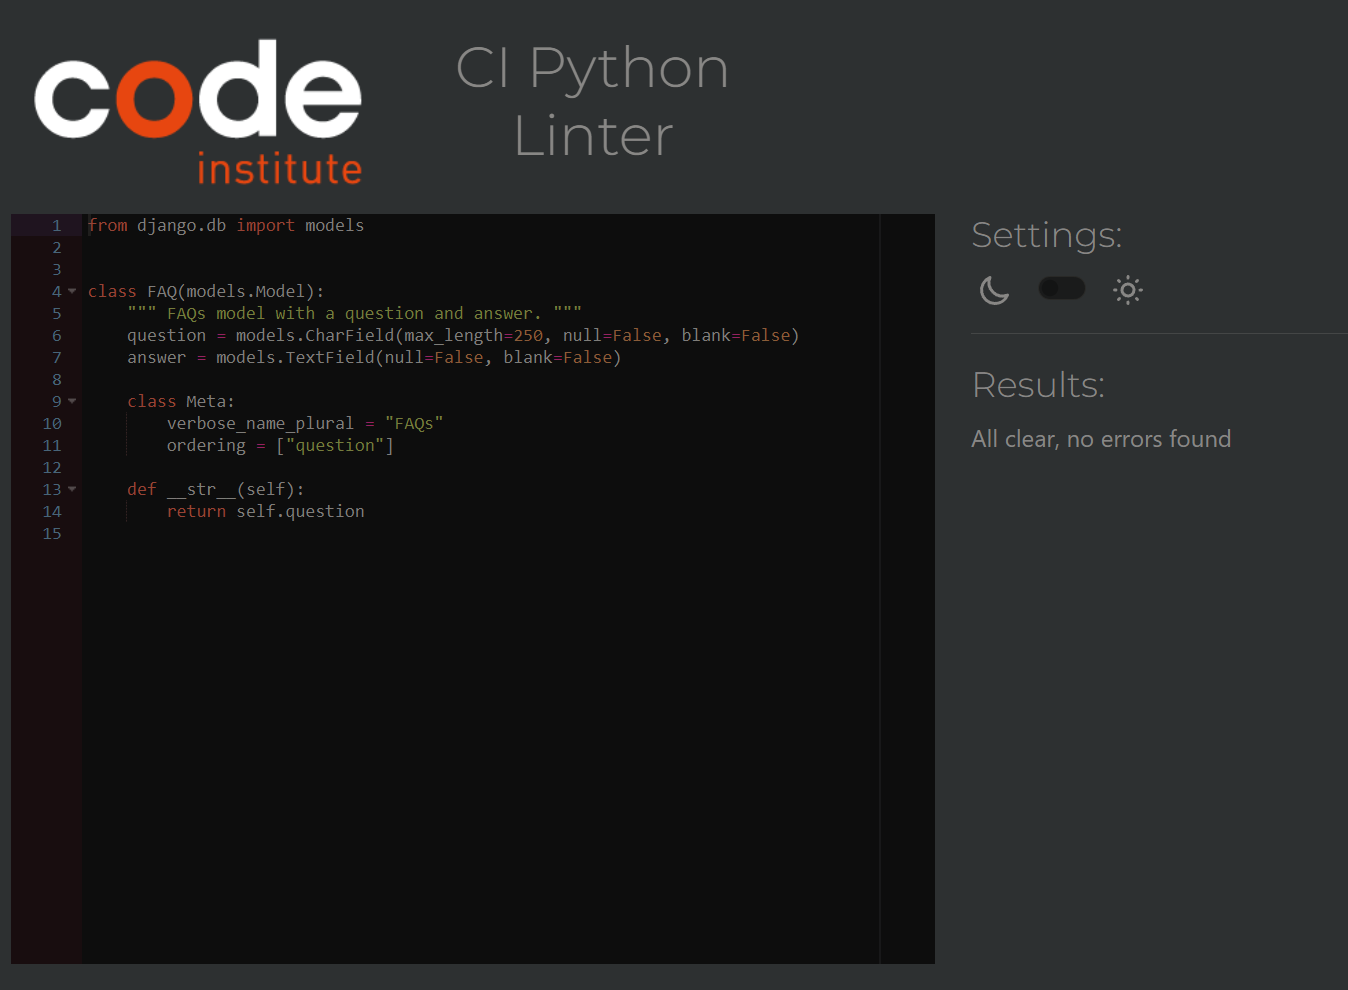 code
institute
CI Python
Linter
1 from django.db import models
2
3
4 class FAQ(models.Model):
5     """ FAQs model with a question and answer. """
6     question = models.CharField(max_length=250, null=False, blank=False)
7     answer = models.TextField(null=False, blank=False)
8
9     class Meta:
10         verbose_name_plural = "FAQs"
11         ordering = ["question"]
12
13     def __str__(self):
14         return self.question
15
Settings:
Results:
All clear, no errors found